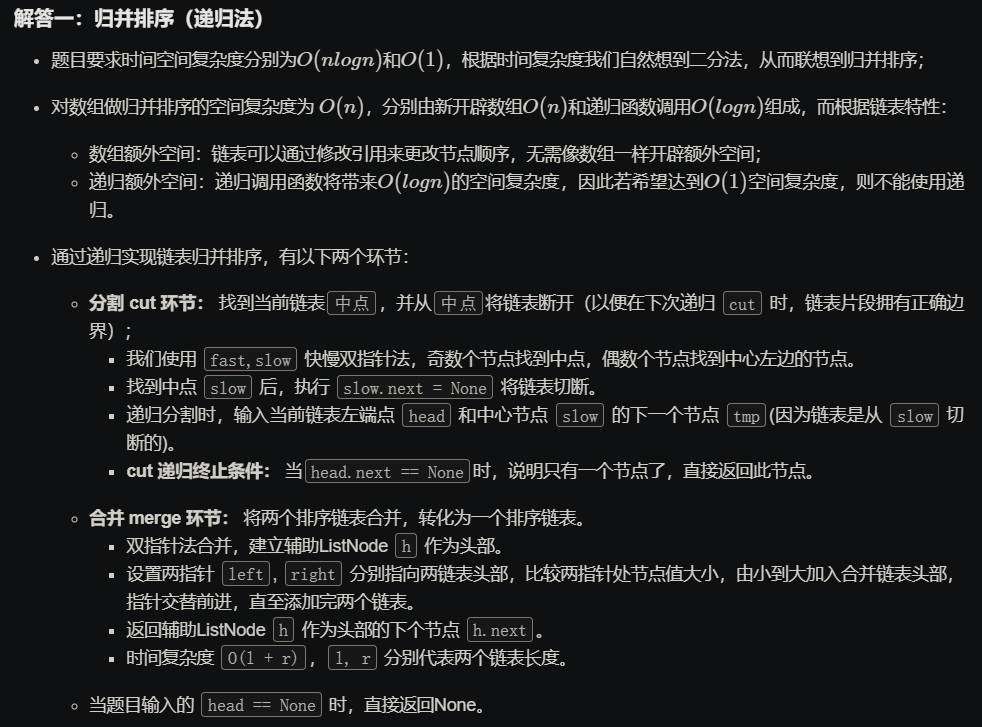 解答一：归并排序（递归法）
题目要求时间空间复杂度分别为O(nlogn)和O(1)，根据时间复杂度我们自然想到二分法，从而联想到归并排序；
对数组做归并排序的空间复杂度为 O(n)，分别由新开辟数组O(n)和递归函数调用O(logn)组成，而根据链表特性：
数组额外空间：链表可以通过修改引用来更改节点顺序，无需像数组一样开辟额外空间；
递归额外空间：递归调用函数将带来O(logn)的空间复杂度，因此若希望达到O(1)空间复杂度，则不能使用递
归。
通过递归实现链表归并排序，有以下两个环节：
分割 cut 环节： 找到当前链表 中点 ，并从 中点 将链表断开（以便在下次递归 cut 时，链表片段拥有正确边
界）；
我们使用 fast,slow 快慢双指针法，奇数个节点找到中点，偶数个节点找到中心左边的节点。
找到中点 slow 后，执行 slow.next = None 将链表切断。
递归分割时，输入当前链表左端点 head 和中心节点 slow 的下一个节点 tmp (因为链表是从 slow 切
断的)。
cut 递归终止条件： 当 head.next == None 时，说明只有一个节点了，直接返回此节点。
合并 merge 环节： 将两个排序链表合并，转化为一个排序链表。
双指针法合并，建立辅助ListNode h 作为头部。
设置两指针 left , right 分别指向两链表头部，比较两指针处节点值大小，由小到大加入合并链表头部，
指针交替前进，直至添加完两个链表。
返回辅助ListNode h 作为头部的下个节点 h.next 。
时间复杂度 O(l + r) ， l, r 分别代表两个链表长度。
当题目输入的 head == None 时，直接返回None。